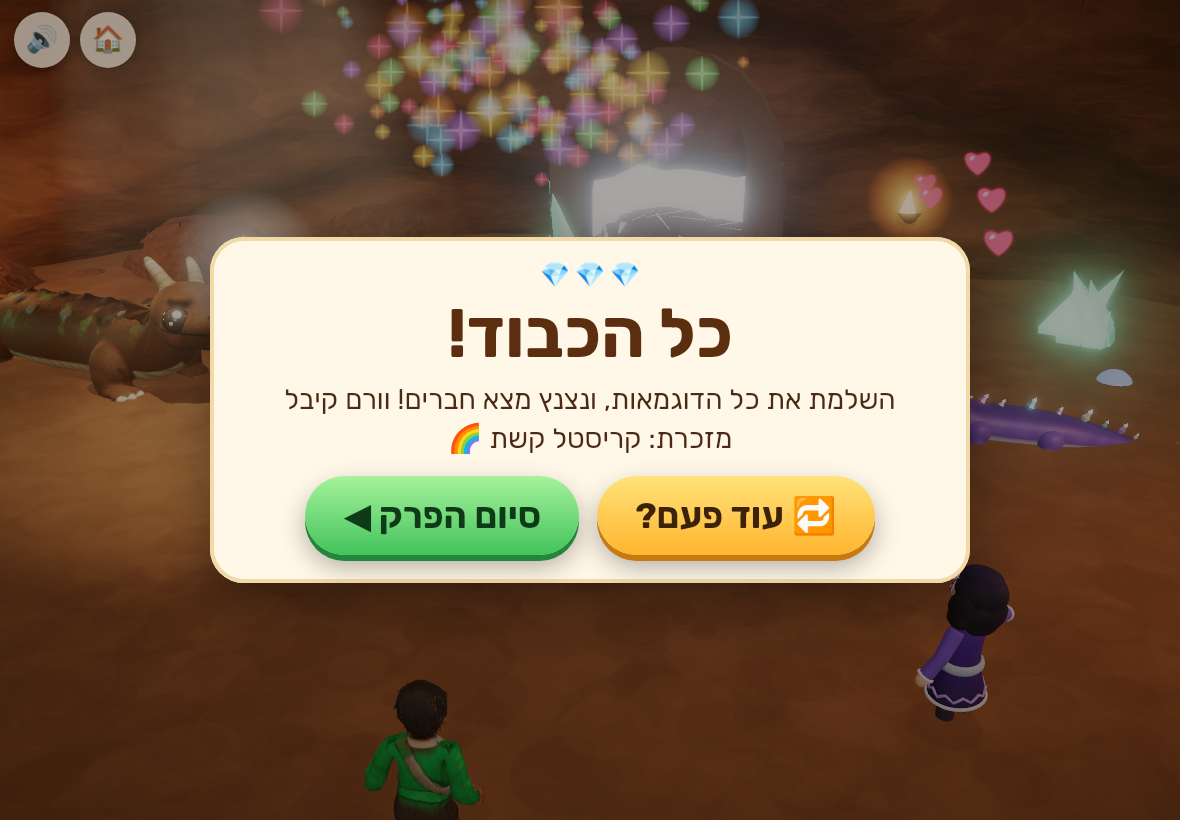 כל הכבוד!
השלמת את כל הדוגמאות, ונצנץ מצא חברים! וורם קיבל
מזכרת: קריסטל קשת 🌈
🔁 עוד פעם?
סיום הפרק ◀